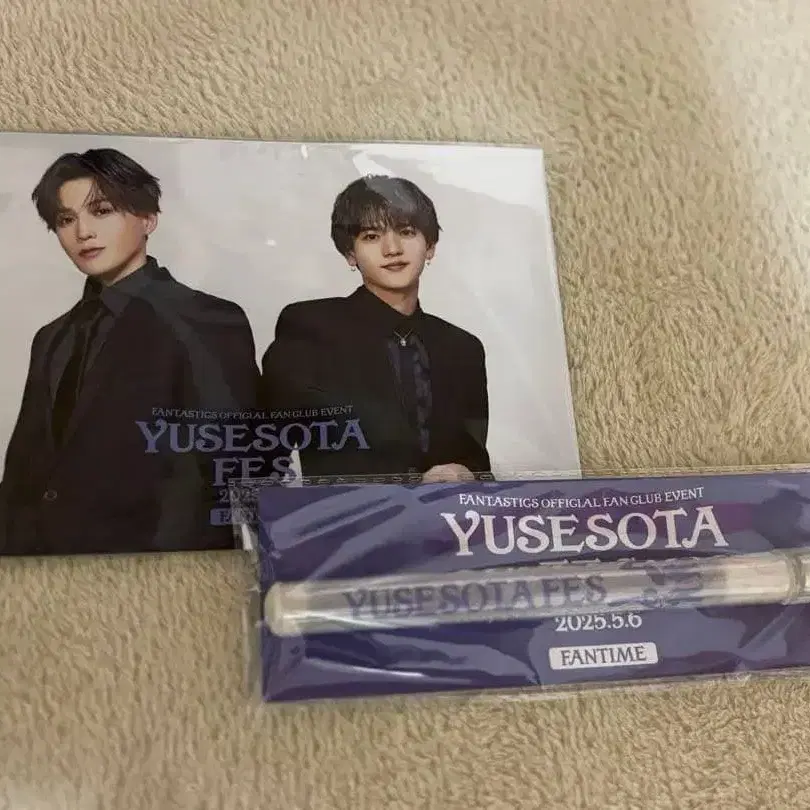 FANTASTICS OFFICIAL FAN CLUB EVENT
YUSESOTA
FES
FANTASTICS OFFICIAL FAN CLUB EVENT
YUSESOTA
YUSESOTA FES
2025.5.6
FANTIME